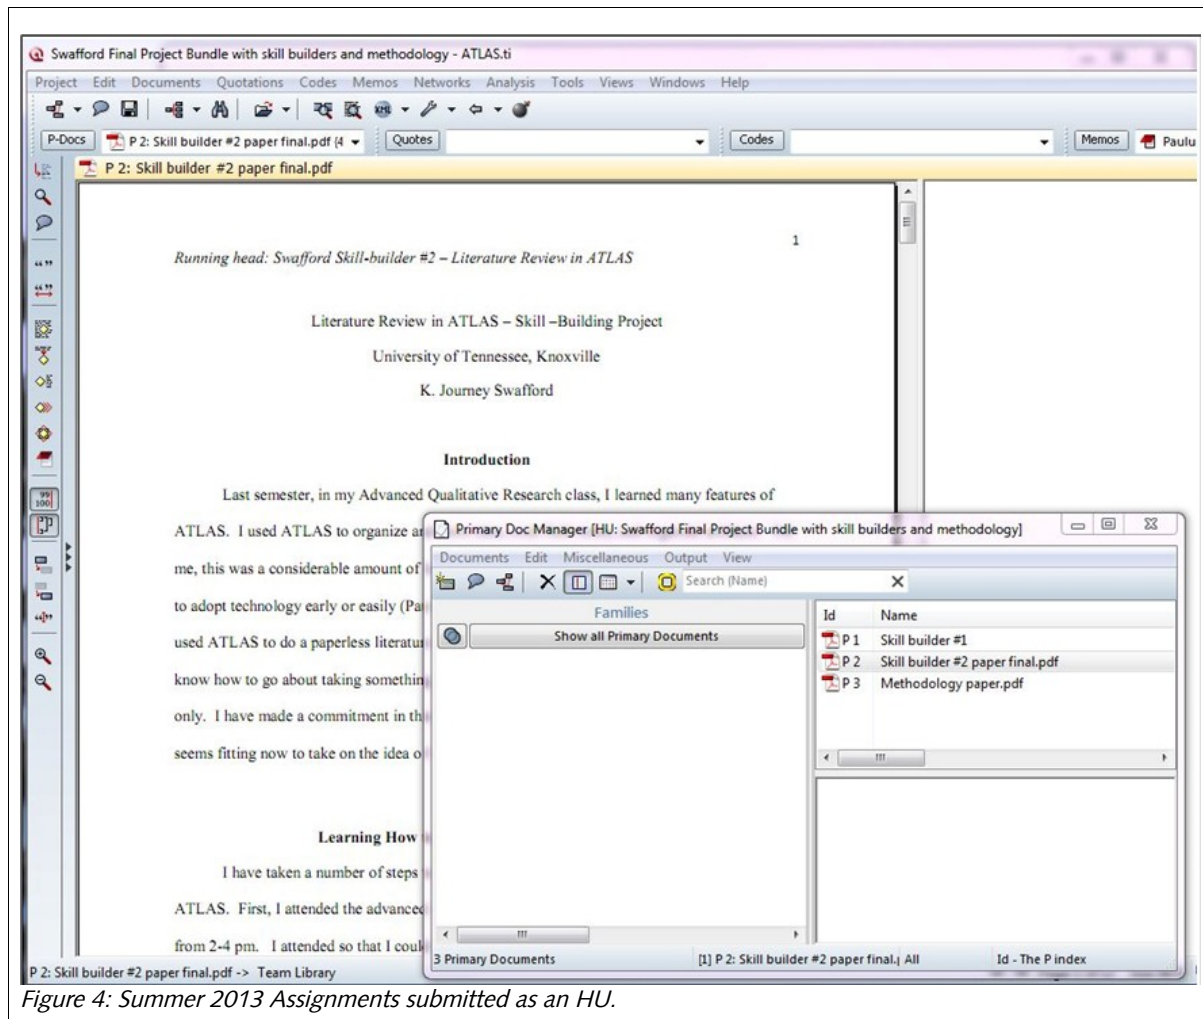 Swafford Final Project Bundle with skill builders and methodology - ATLAS.ti
Project Edit Documents Quotations Codes Memos Networks Analysis Tools Views Windows Help
P-Docs P 2: Skill builder #2 paper final.pdf (4 Quotes Codes Memos Paulu
P 2: Skill builder #2 paper final.pdf
1
Running head: Swafford Skill-builder #2 – Literature Review in ATLAS
Literature Review in ATLAS – Skill –Building Project
University of Tennessee, Knoxville
K. Journey Swafford
Introduction
Last semester, in my Advanced Qualitative Research class, I learned many features of
ATLAS. I used ATLAS to organize an
me, this was a considerable amount of
to adopt technology early or easily (Pa
used ATLAS to do a paperless literatu
know how to go about taking somethin
only. I have made a commitment in th
seems fitting now to take on the idea o
Learning How
I have taken a number of steps
ATLAS. First, I attended the advanced
from 2-4 pm. I attended so that I coul
P 2: Skill builder #2 paper final.pdf -> Team Library
Primary Doc Manager [HU: Swafford Final Project Bundle with skill builders and methodology]
Documents Edit Miscellaneous Output View
Search (Name)
Families
Show all Primary Documents
Id Name
P 1 Skill builder #1
P 2 Skill builder #2 paper final.pdf
P 3 Methodology paper.pdf
3 Primary Documents [1] P 2: Skill builder #2 paper final.p All Id - The P index
Figure 4: Summer 2013 Assignments submitted as an HU.